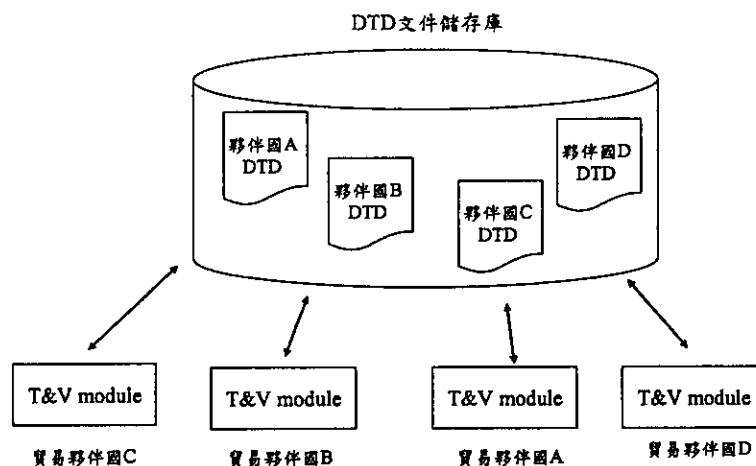 DTD文件儲存庫
夥伴國A
DTD
夥伴國B
DTD
夥伴國C
DTD
夥伴國D
DTD
T&V module
T&V module
T&V module
T&V module
貿易夥伴國C
貿易夥伴國B
貿易夥伴國A
貿易夥伴國D